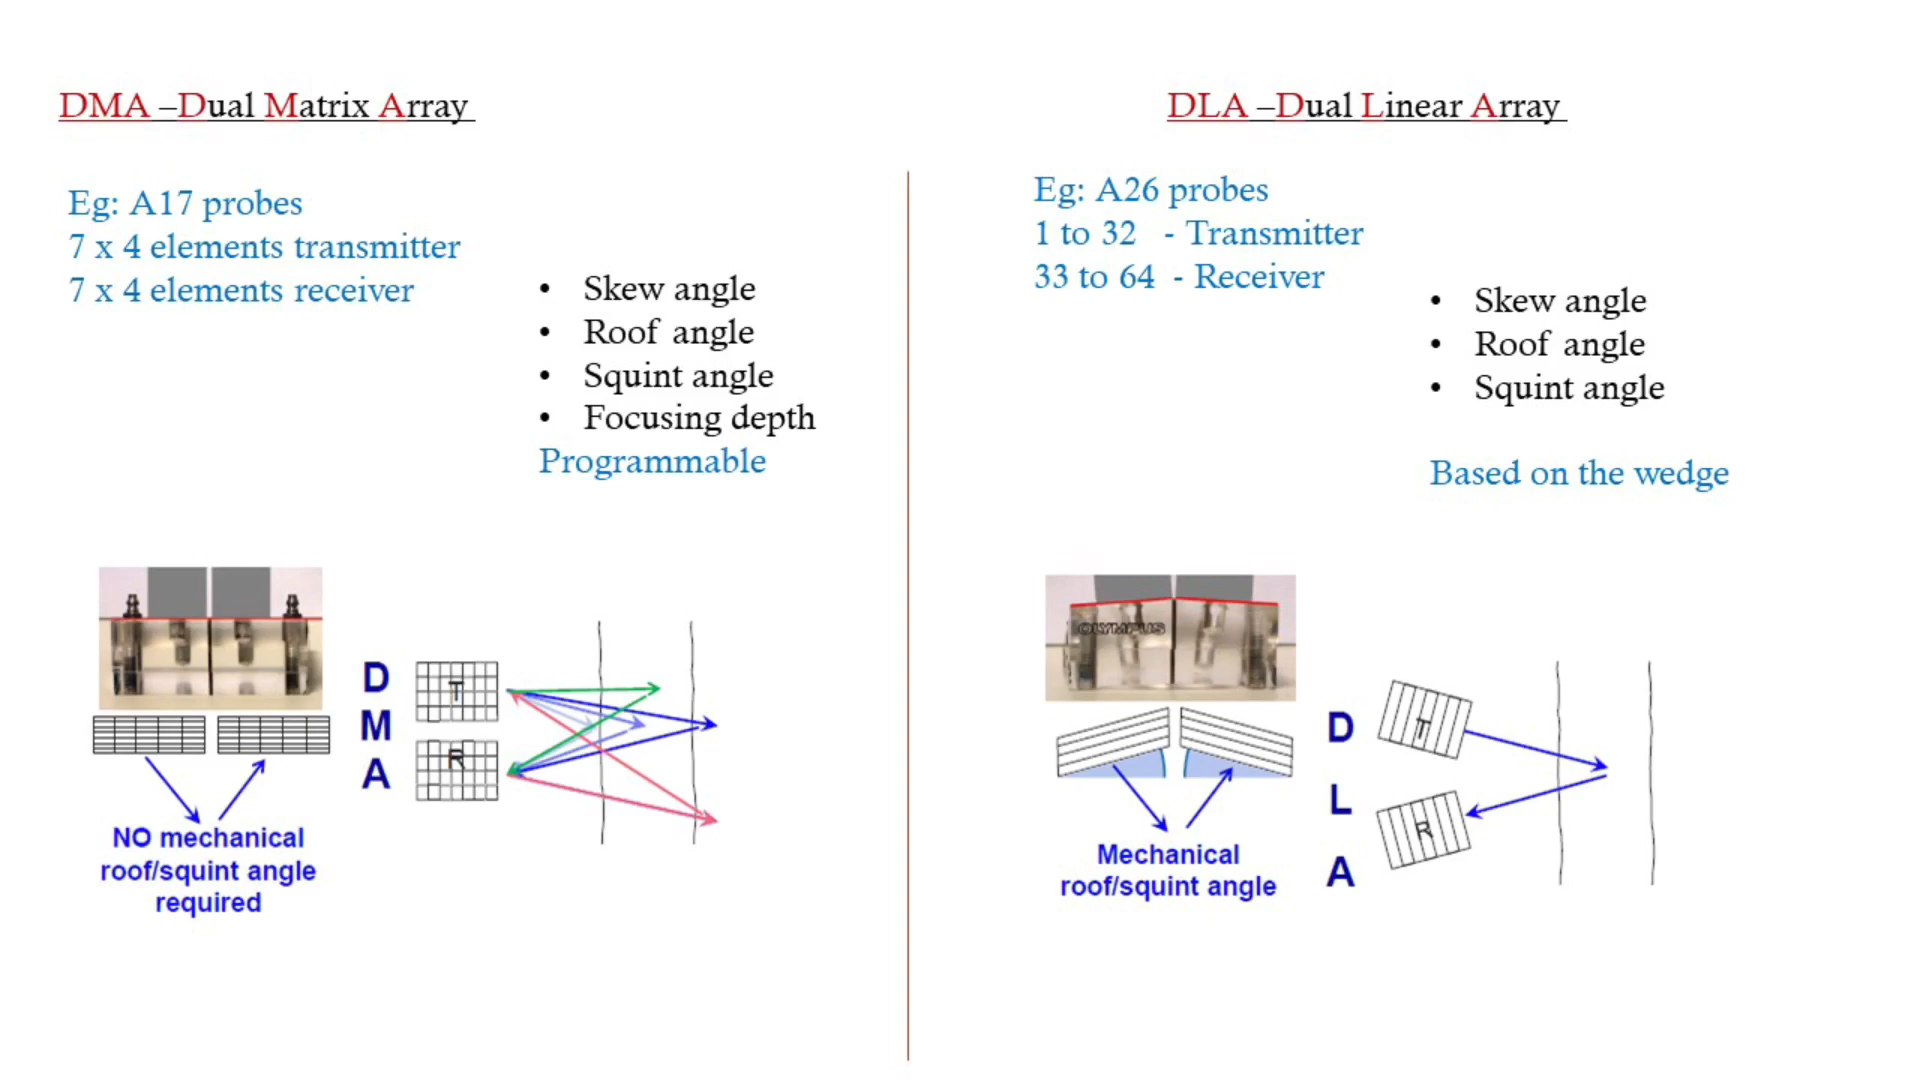 DMA –Dual Matrix Array
Eg: A17 probes
7 x 4 elements transmitter
7 x 4 elements receiver
• Skew angle
• Roof angle
• Squint angle
• Focusing depth
Programmable
D
M
A
T
R
NO mechanical
roof/squint angle
required
DLA –Dual Linear Array
Eg: A26 probes
1 to 32 - Transmitter
33 to 64 - Receiver
• Skew angle
• Roof angle
• Squint angle
Based on the wedge
OLYMPUS
D
L
A
T
R
Mechanical
roof/squint angle